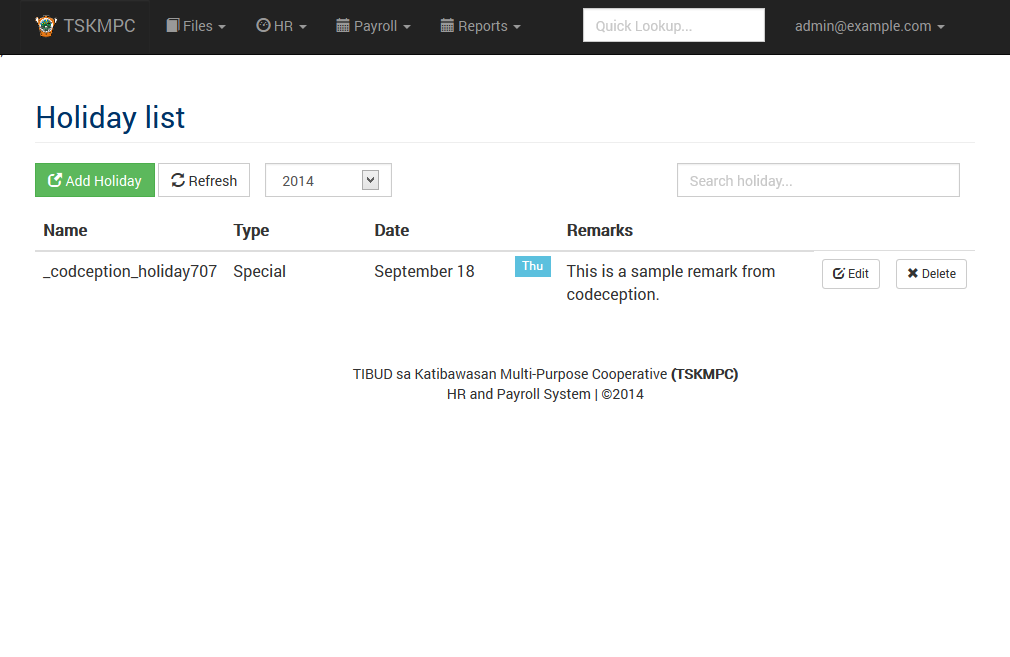 TSKMPC Files HR Payroll Reports Quick Lookup... admin@example.com
Holiday list
Add Holiday Refresh 2014 Search holiday...
Name Type Date Remarks
_codception_holiday707 Special September 18 Thu This is a sample remark from Edit Delete
codeception.
TIBUD sa Katibawasan Multi-Purpose Cooperative (TSKMPC)
HR and Payroll System | ©2014